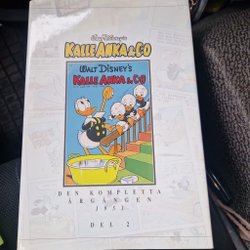 Walt Disney's
KALLE ANKA & CO
WALT DISNEY'S
KALLE ANKA & CO
DEN KOMPLETTA
ÅRGÅNGEN
DEL 2